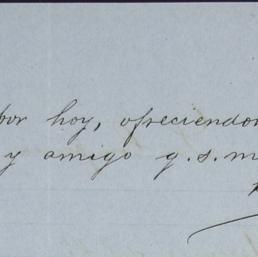 por hoy, ofreciendo
y amigo q. s. m.